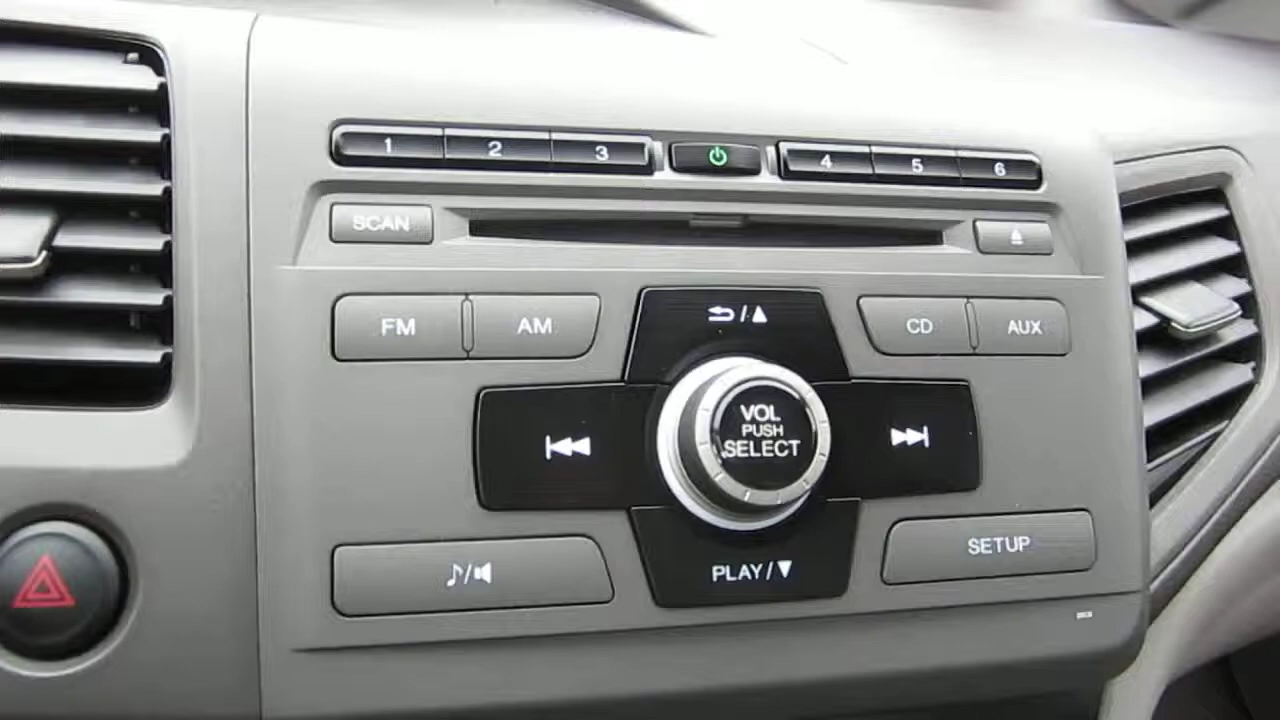 1 2 3 4 5 6
SCAN
FM AM CD AUX
VOL
PUSH
SELECT
PLAY/▼
SETUP